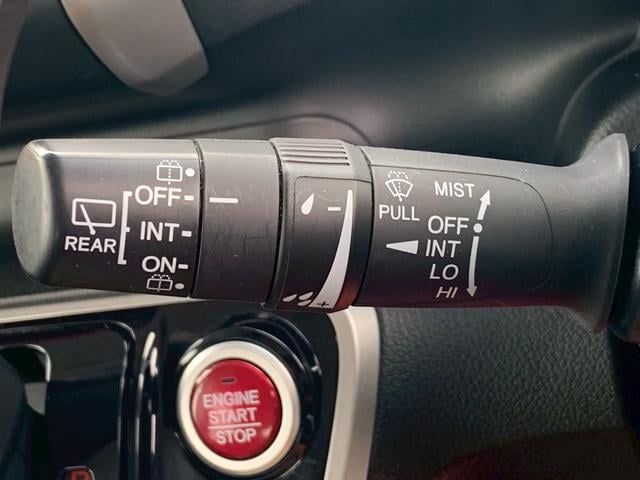 REAR
OFF
INT
ON
PULL
MIST
OFF
INT
LO
HI
ENGINE
START
STOP